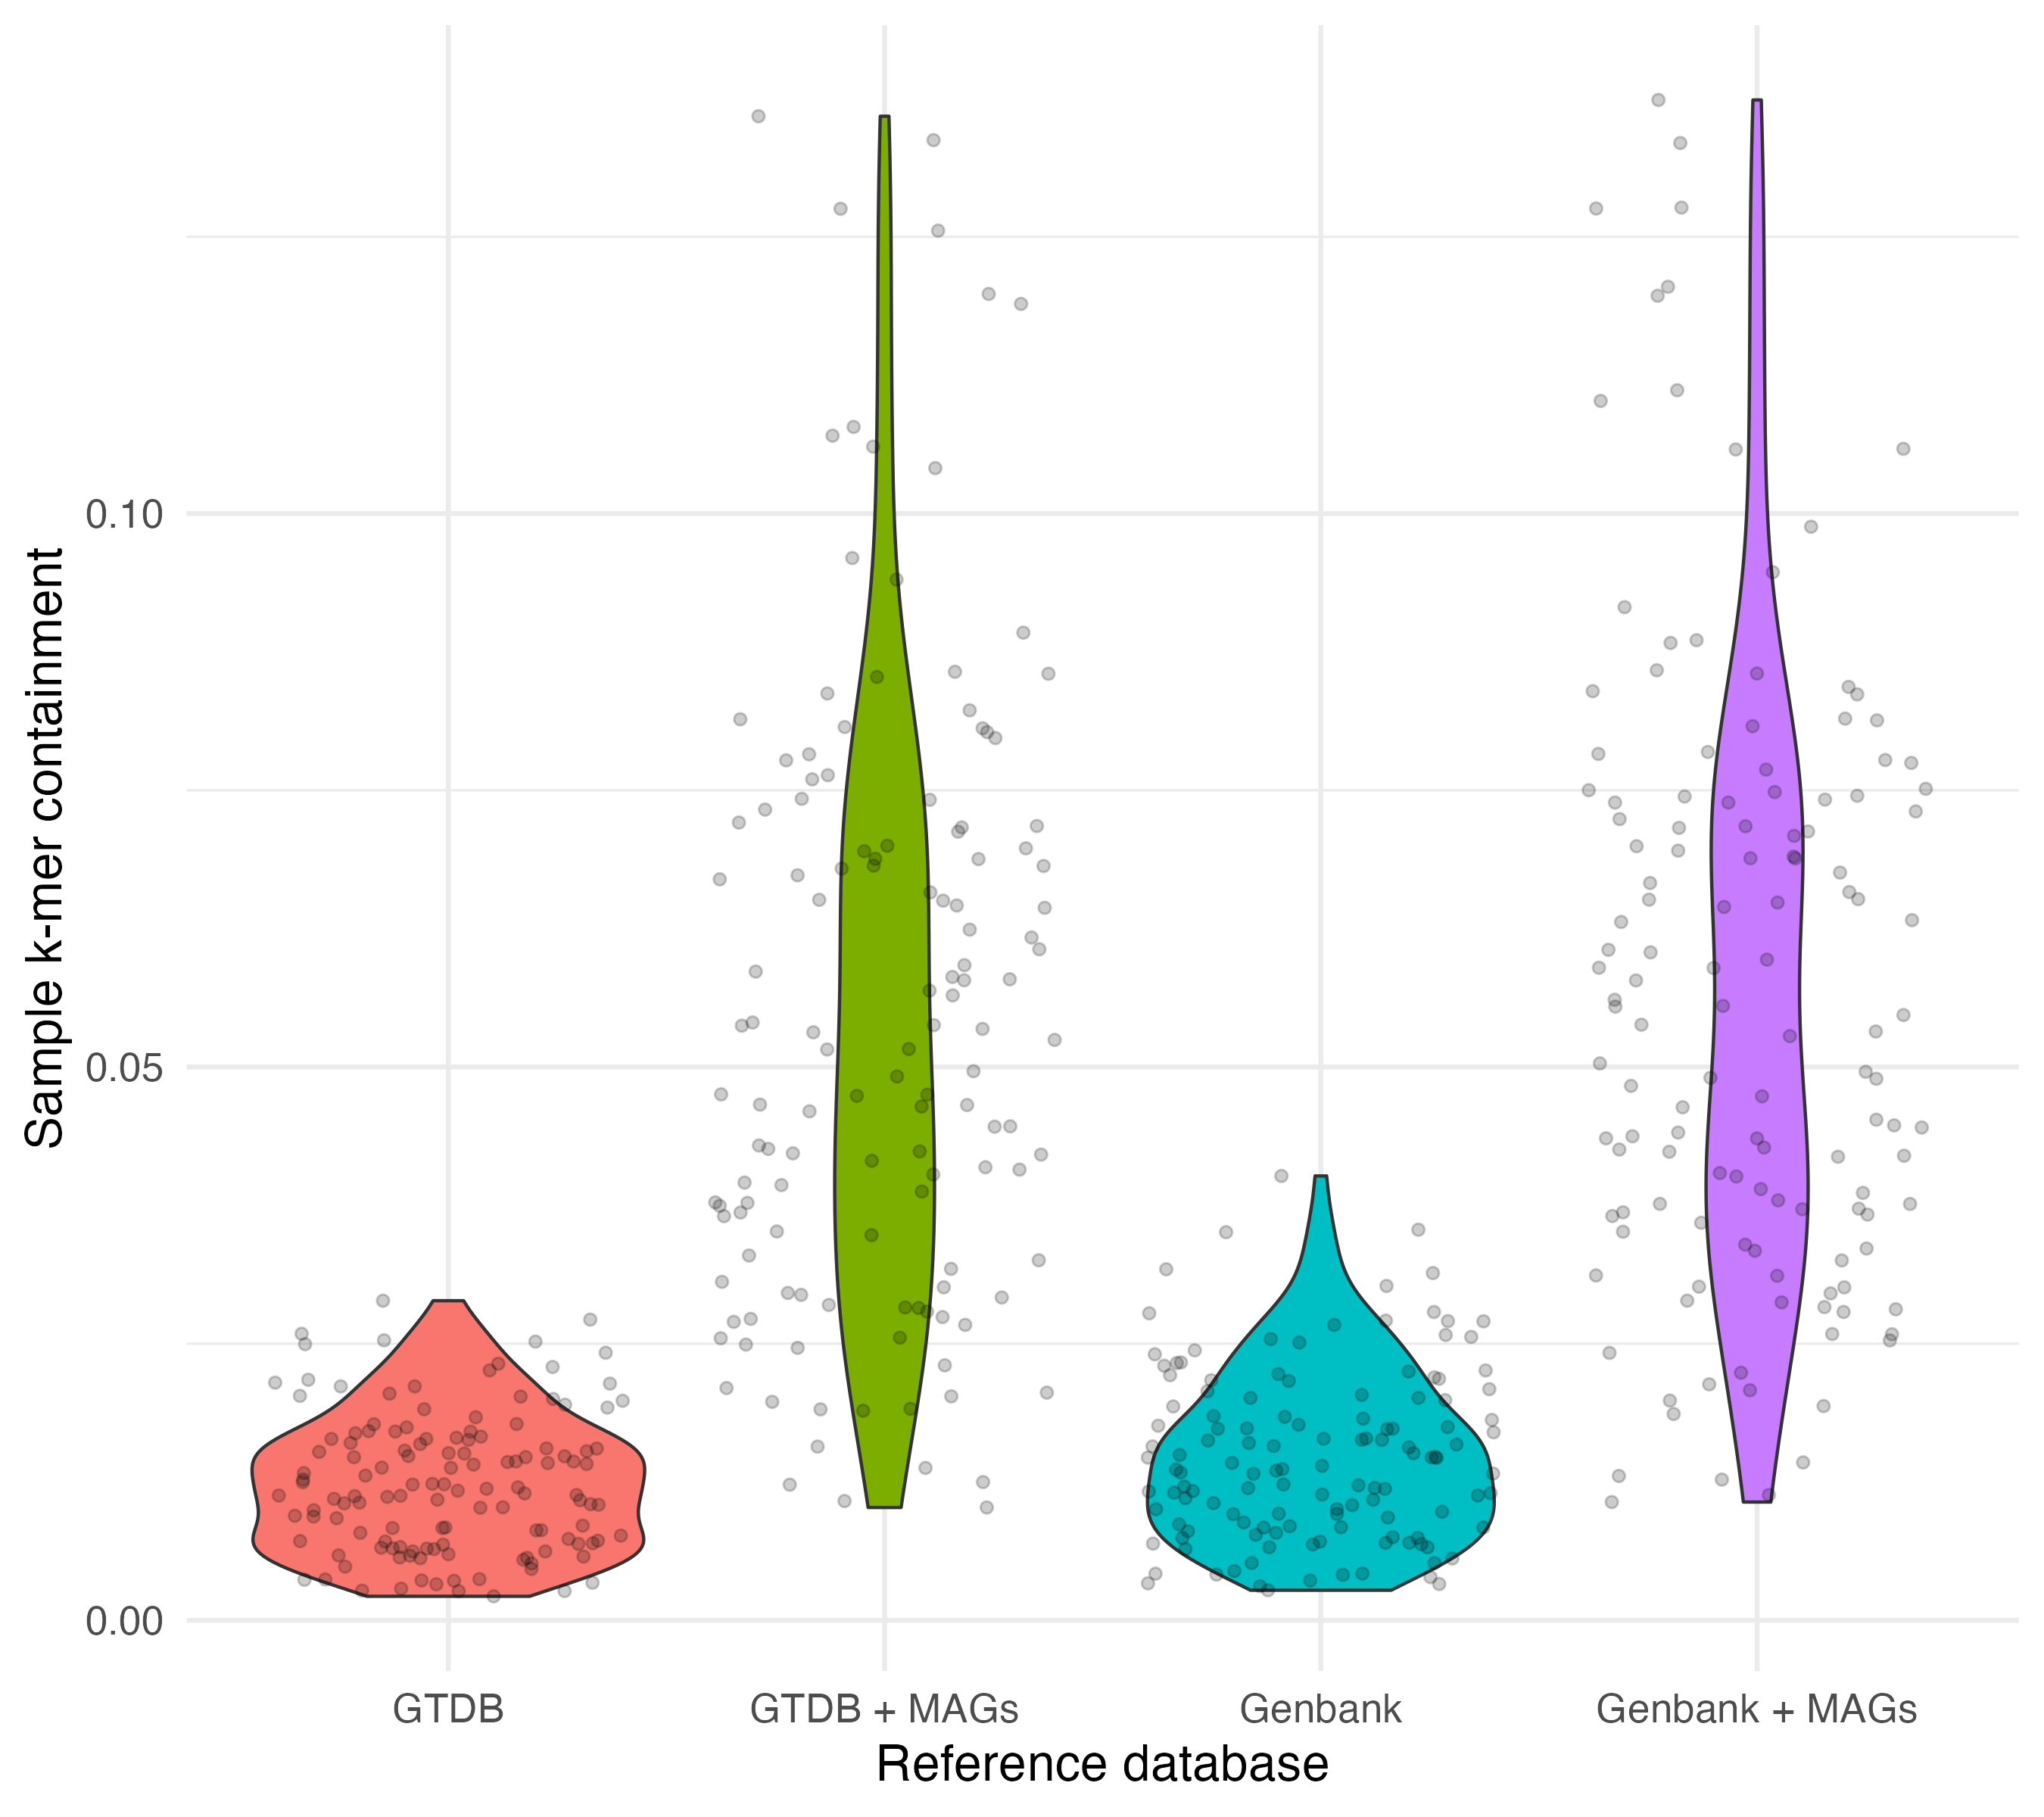 Sample k-mer containment
0.10
0.05
0.00
GTDB
GTDB + MAGs
Genbank
Genbank + MAGs
Reference database